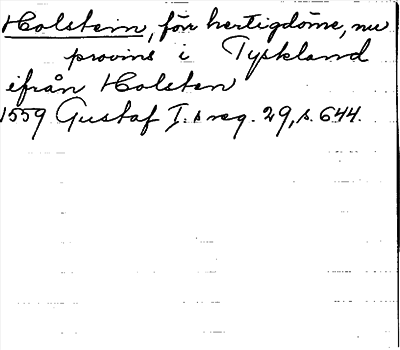 Holstein, förr hertigdöme, nu
provins i Tyskland
ifrån Holsten
1559 Gustaf I:s reg. 29, s. 644.